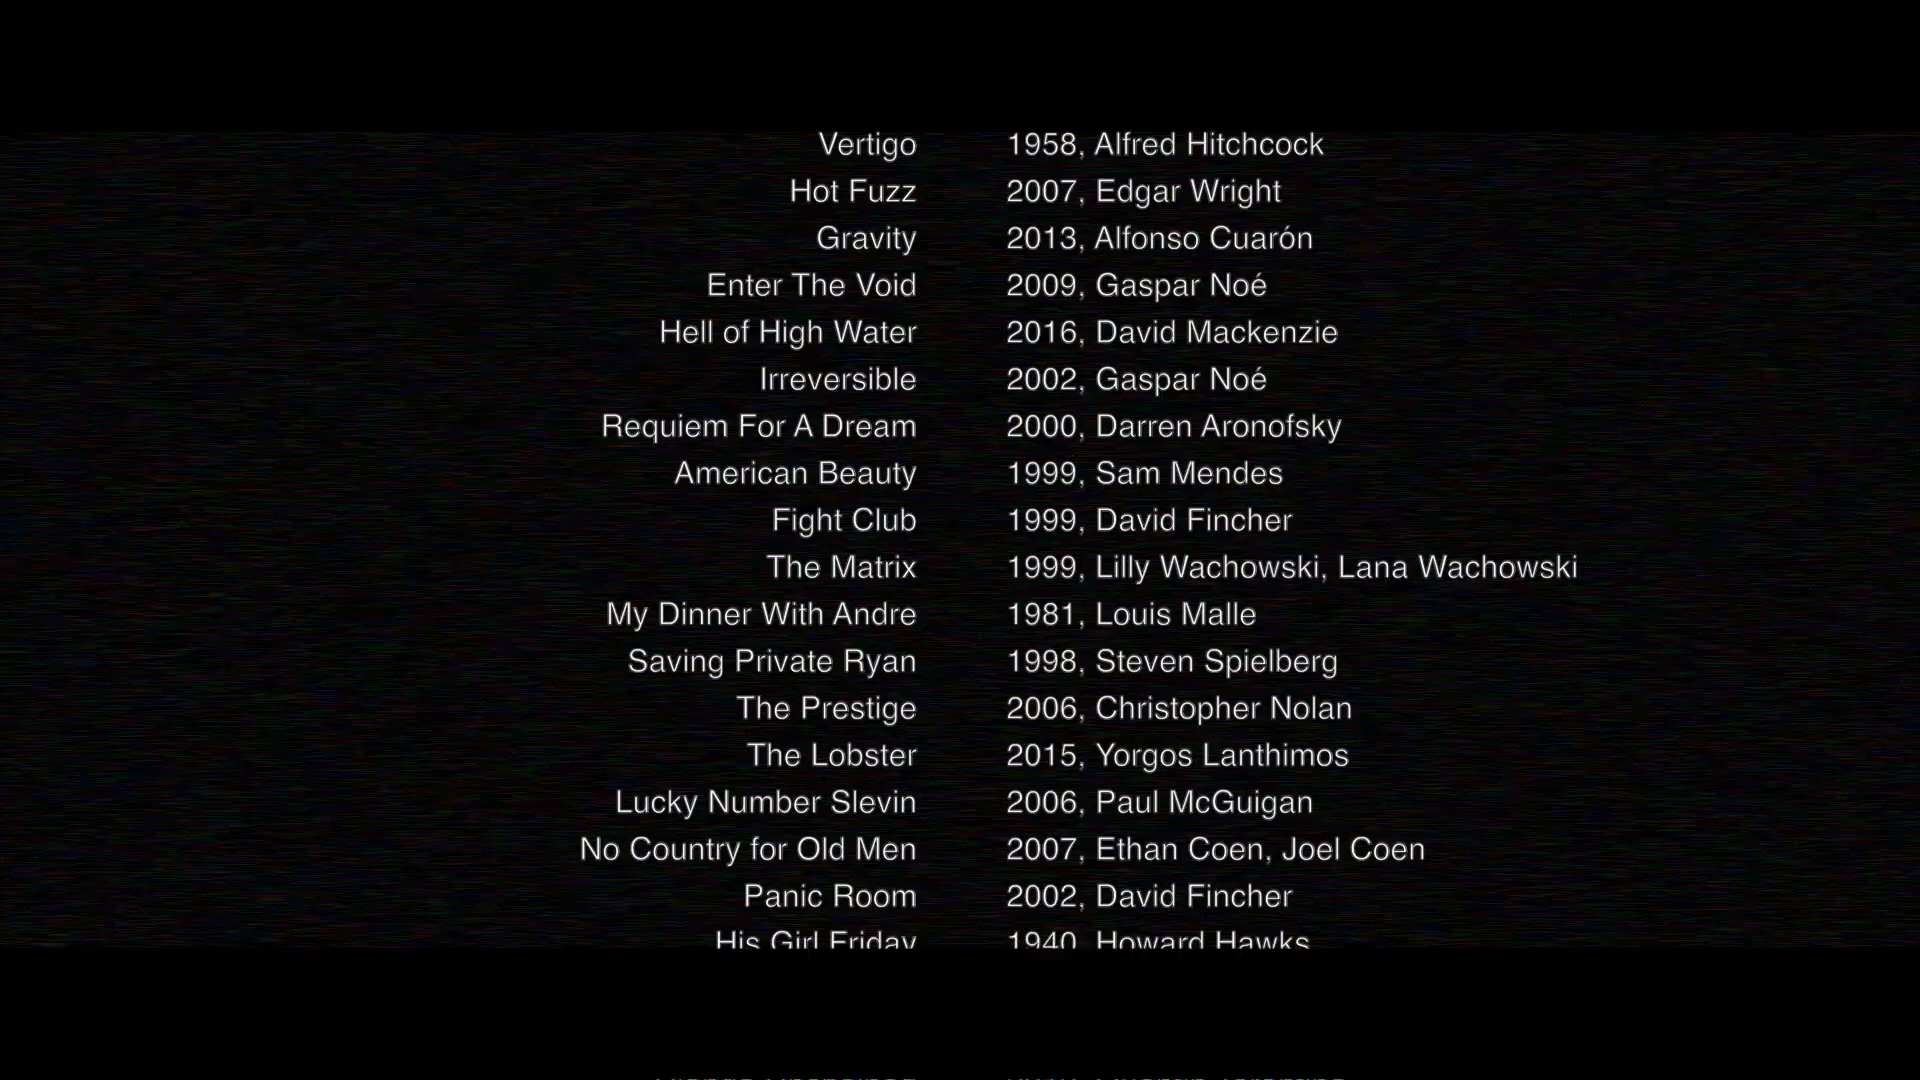 Vertigo 1958, Alfred Hitchcock
Hot Fuzz 2007, Edgar Wright
Gravity 2013, Alfonso Cuarón
Enter The Void 2009, Gaspar Noé
Hell of High Water 2016, David Mackenzie
Irreversible 2002, Gaspar Noé
Requiem For A Dream 2000, Darren Aronofsky
American Beauty 1999, Sam Mendes
Fight Club 1999, David Fincher
The Matrix 1999, Lilly Wachowski, Lana Wachowski
My Dinner With Andre 1981, Louis Malle
Saving Private Ryan 1998, Steven Spielberg
The Prestige 2006, Christopher Nolan
The Lobster 2015, Yorgos Lanthimos
Lucky Number Slevin 2006, Paul McGuigan
No Country for Old Men 2007, Ethan Coen, Joel Coen
Panic Room 2002, David Fincher
His Girl Friday 1940, Howard Hawks